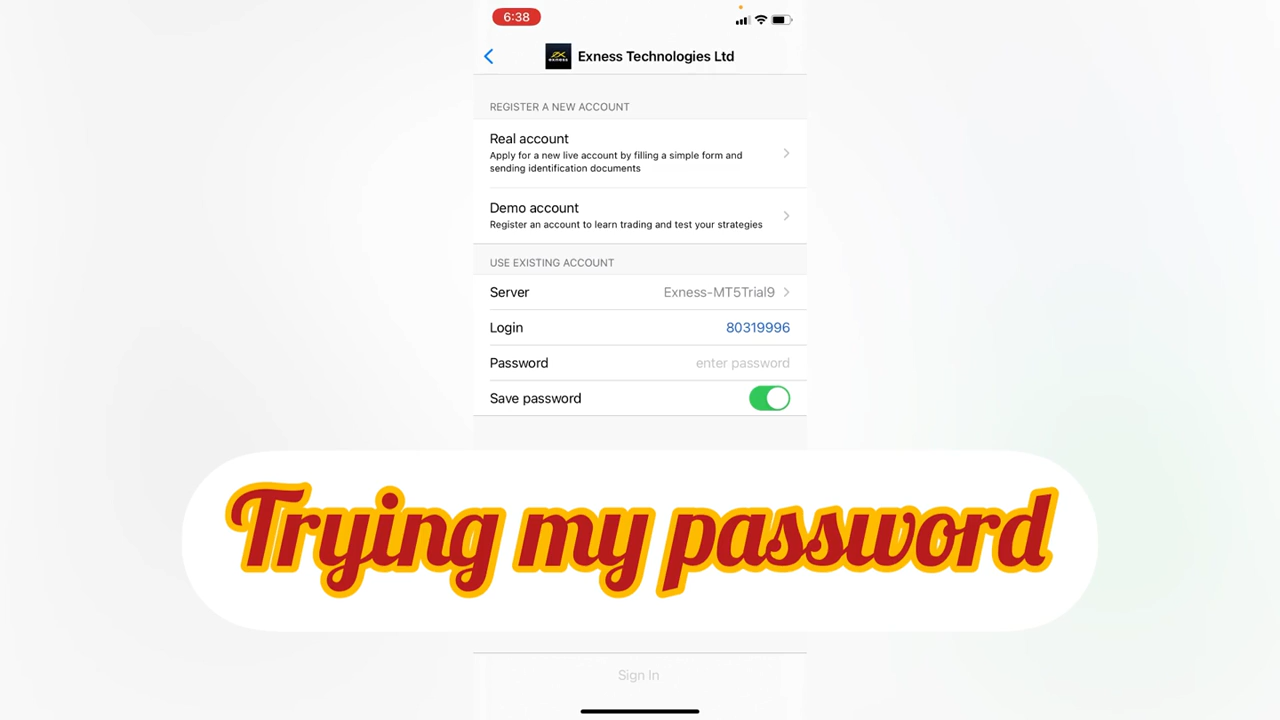 6:38
exness
Exness Technologies Ltd
REGISTER A NEW ACCOUNT
Real account
Apply for a new live account by filling a simple form and
sending identification documents
Demo account
Register an account to learn trading and test your strategies
USE EXISTING ACCOUNT
Server Exness-MT5Trial9
Login 80319996
Password enter password
Save password
Trying my password
Sign In